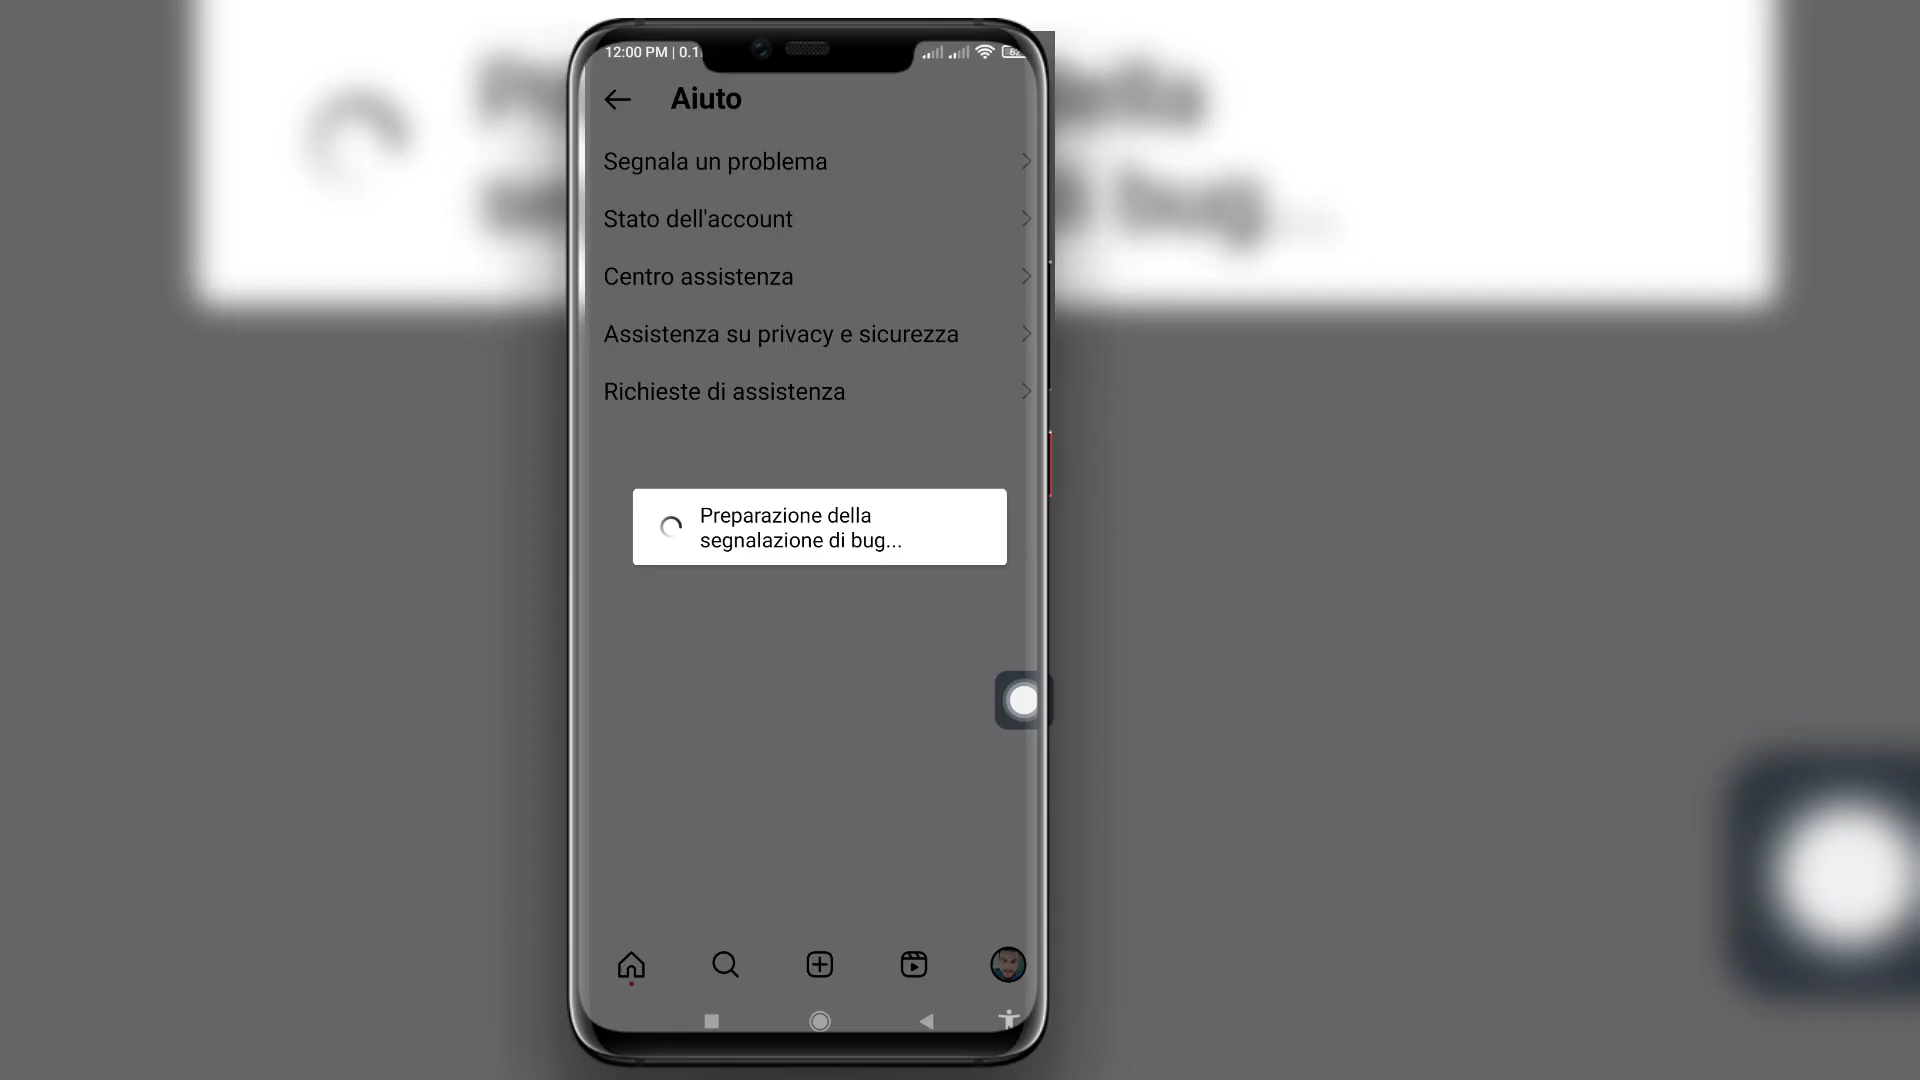 12:00 PM | 0.1
Aiuto
Segnala un problema
Stato dell'account
Centro assistenza
Assistenza su privacy e sicurezza
Richieste di assistenza
Preparazione della
segnalazione di bug...